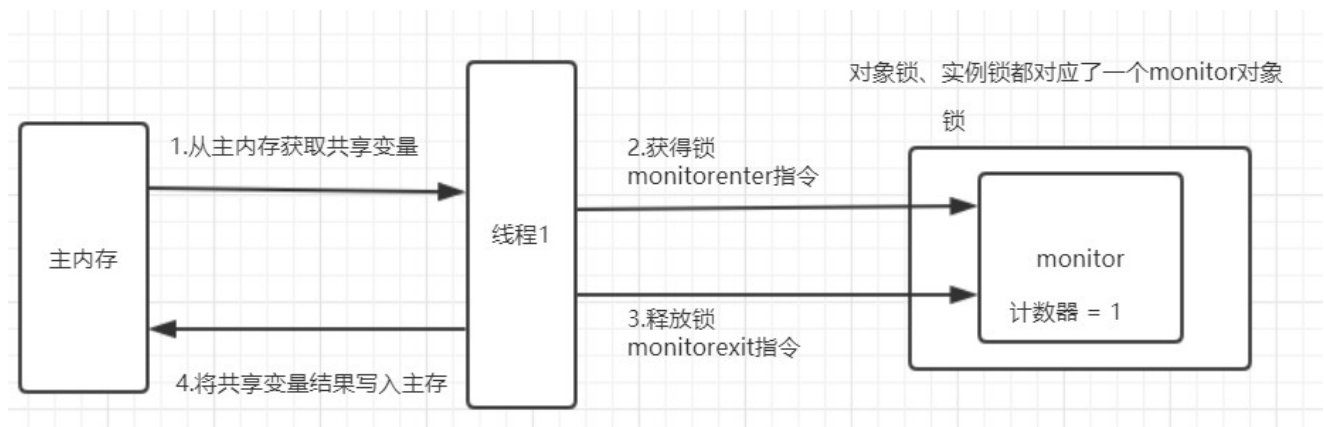 对象锁、实例锁都对应了一个monitor对象
锁
1.从主内存获取共享变量
2.获得锁
monitorenter指令
线程1
主内存
monitor
计数器 = 1
3.释放锁
monitorexit指令
4.将共享变量结果写入主存